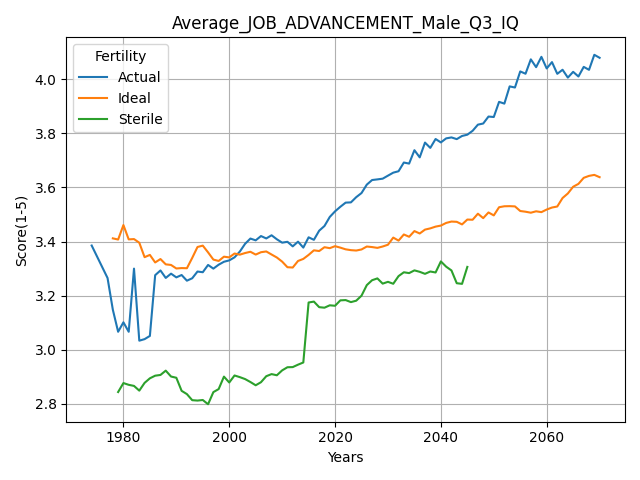 Average_JOB_ADVANCEMENT_Male_Q3_IQ
Fertility
Actual
Ideal
Sterile
Score(1-5)
4.0
3.8
3.6
3.4
3.2
3.0
2.8
1980 2000 2020 2040 2060
Years